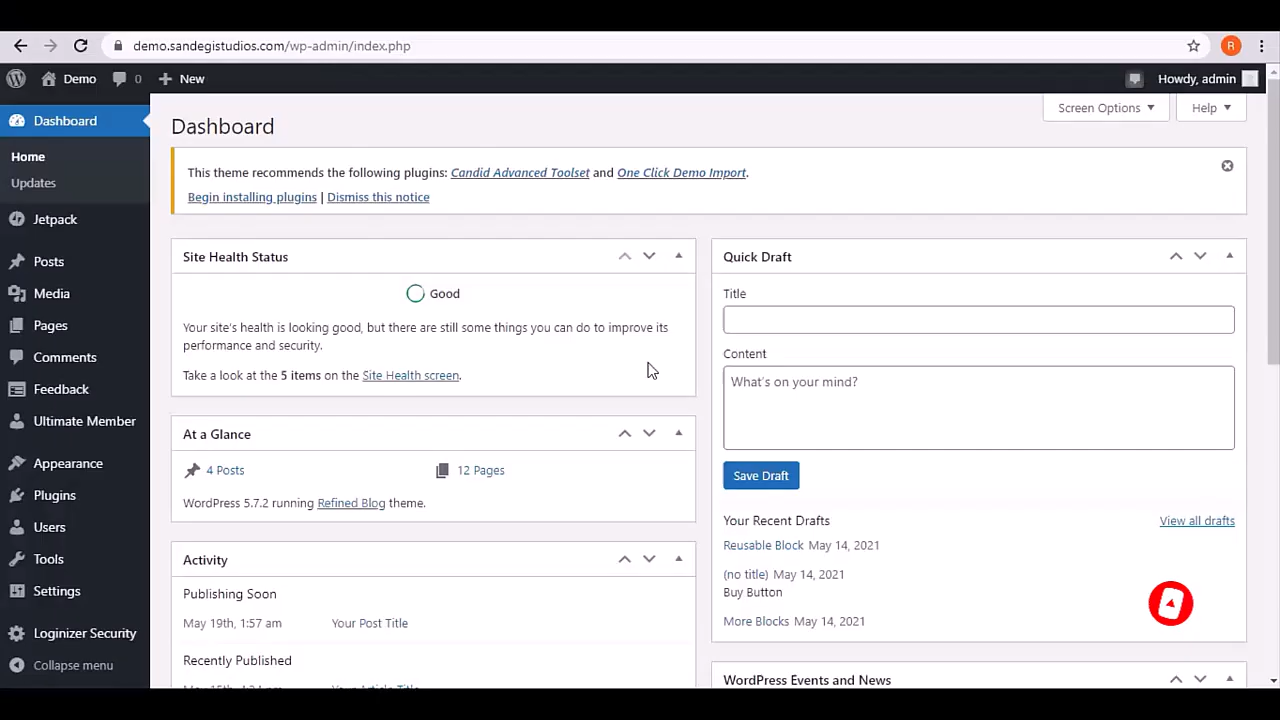 demo.sandegistudios.com/wp-admin/index.php
R
Demo
0
New
Howdy, admin
Dashboard
Home
Updates
Jetpack
Posts
Media
Pages
Comments
Feedback
Ultimate Member
Appearance
Plugins
Users
Tools
Settings
Loginizer Security
Collapse menu
Screen Options
Help
Dashboard
This theme recommends the following plugins: Candid Advanced Toolset and One Click Demo Import.
Begin installing plugins | Dismiss this notice
Site Health Status
Good
Your site's health is looking good, but there are still some things you can do to improve its
performance and security.
Take a look at the 5 items on the Site Health screen.
At a Glance
4 Posts
12 Pages
WordPress 5.7.2 running Refined Blog theme.
Activity
Publishing Soon
May 19th, 1:57 am
Your Post Title
Recently Published
Quick Draft
Title
Content
What's on your mind?
Save Draft
Your Recent Drafts
View all drafts
Reusable Block May 14, 2021
(no title) May 14, 2021
Buy Button
More Blocks May 14, 2021
WordPress Events and News